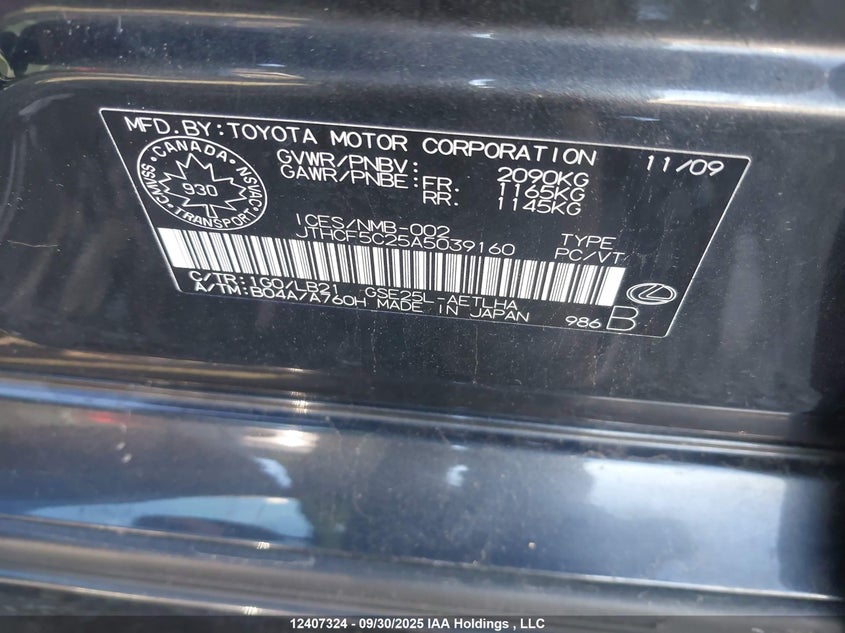 MFD.BY:TOYOTA MOTOR CORPORATION 11/09
GVWR/PNBV: 2090KG
GAWR/PNBE: FR: 1165KG
RR: 1145KG
CANADA
CMVSS 930 NSVAC
TRANSPORT
ICES/NMB-002
JTHCF5C25A5039160 TYPE
PC/VT
C/TR:1G0/LB21 GSE25L-AETLHA
A/TM:B04A/A760H MADE IN JAPAN 986 B
12407324 - 09/30/2025 IAA Holdings , LLC